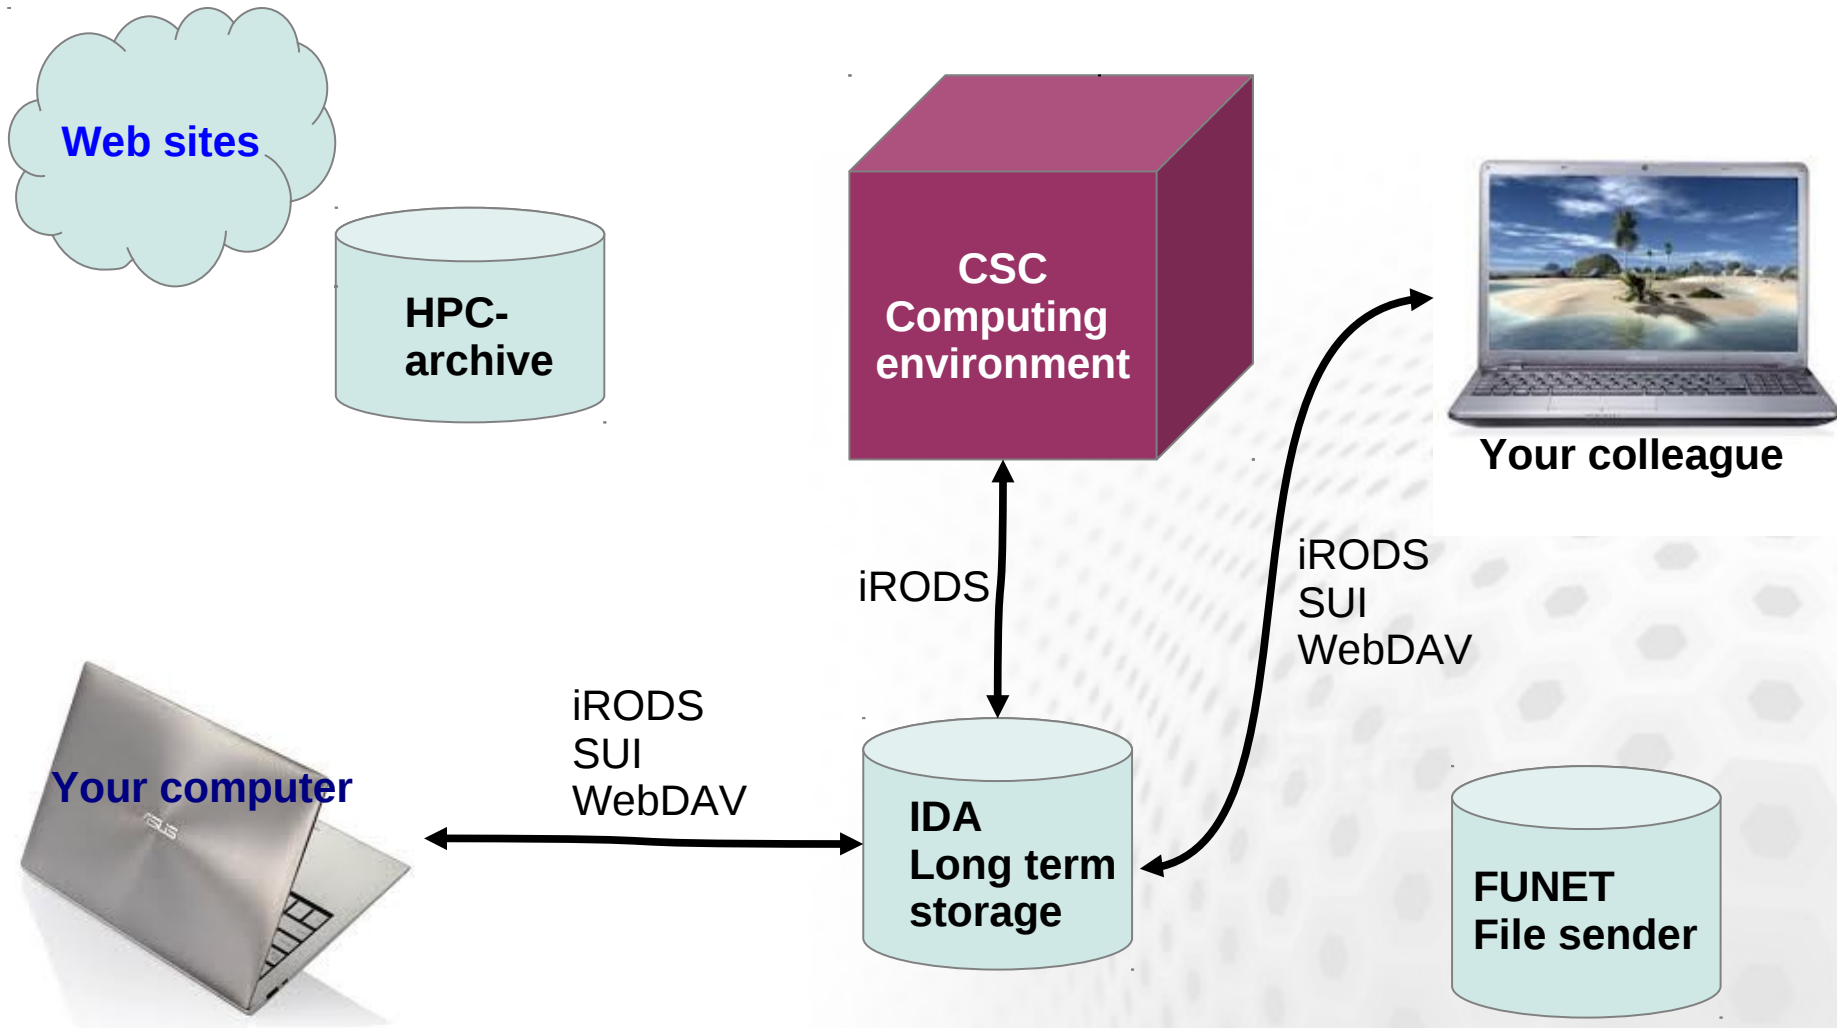 Web sites
HPC-
archive
CSC
Computing
environment
Your colleague
iRODS
iRODS
SUI
WebDAV
iRODS
SUI
WebDAV
Your computer
ASUS
IDA
Long term
storage
FUNET
File sender